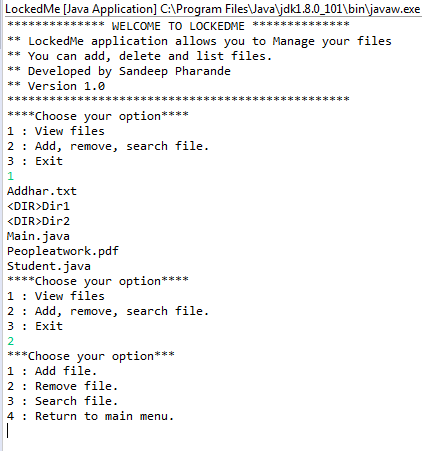 LockedMe [Java Application] C:\Program Files\Java\jdk1.8.0_101\bin\javaw.exe
************** WELCOME TO LOCKEDME **************
** LockedMe application allows you to Manage your files
** You can add, delete and list files.
** Developed by Sandeep Pharande
** Version 1.0
*************************************************
****Choose your option****
1 : View files
2 : Add, remove, search file.
3 : Exit
1
Addhar.txt
<DIR>Dir1
<DIR>Dir2
Main.java
Peopleatwork.pdf
Student.java
****Choose your option****
1 : View files
2 : Add, remove, search file.
3 : Exit
2
***Choose your option***
1 : Add file.
2 : Remove file.
3 : Search file.
4 : Return to main menu.